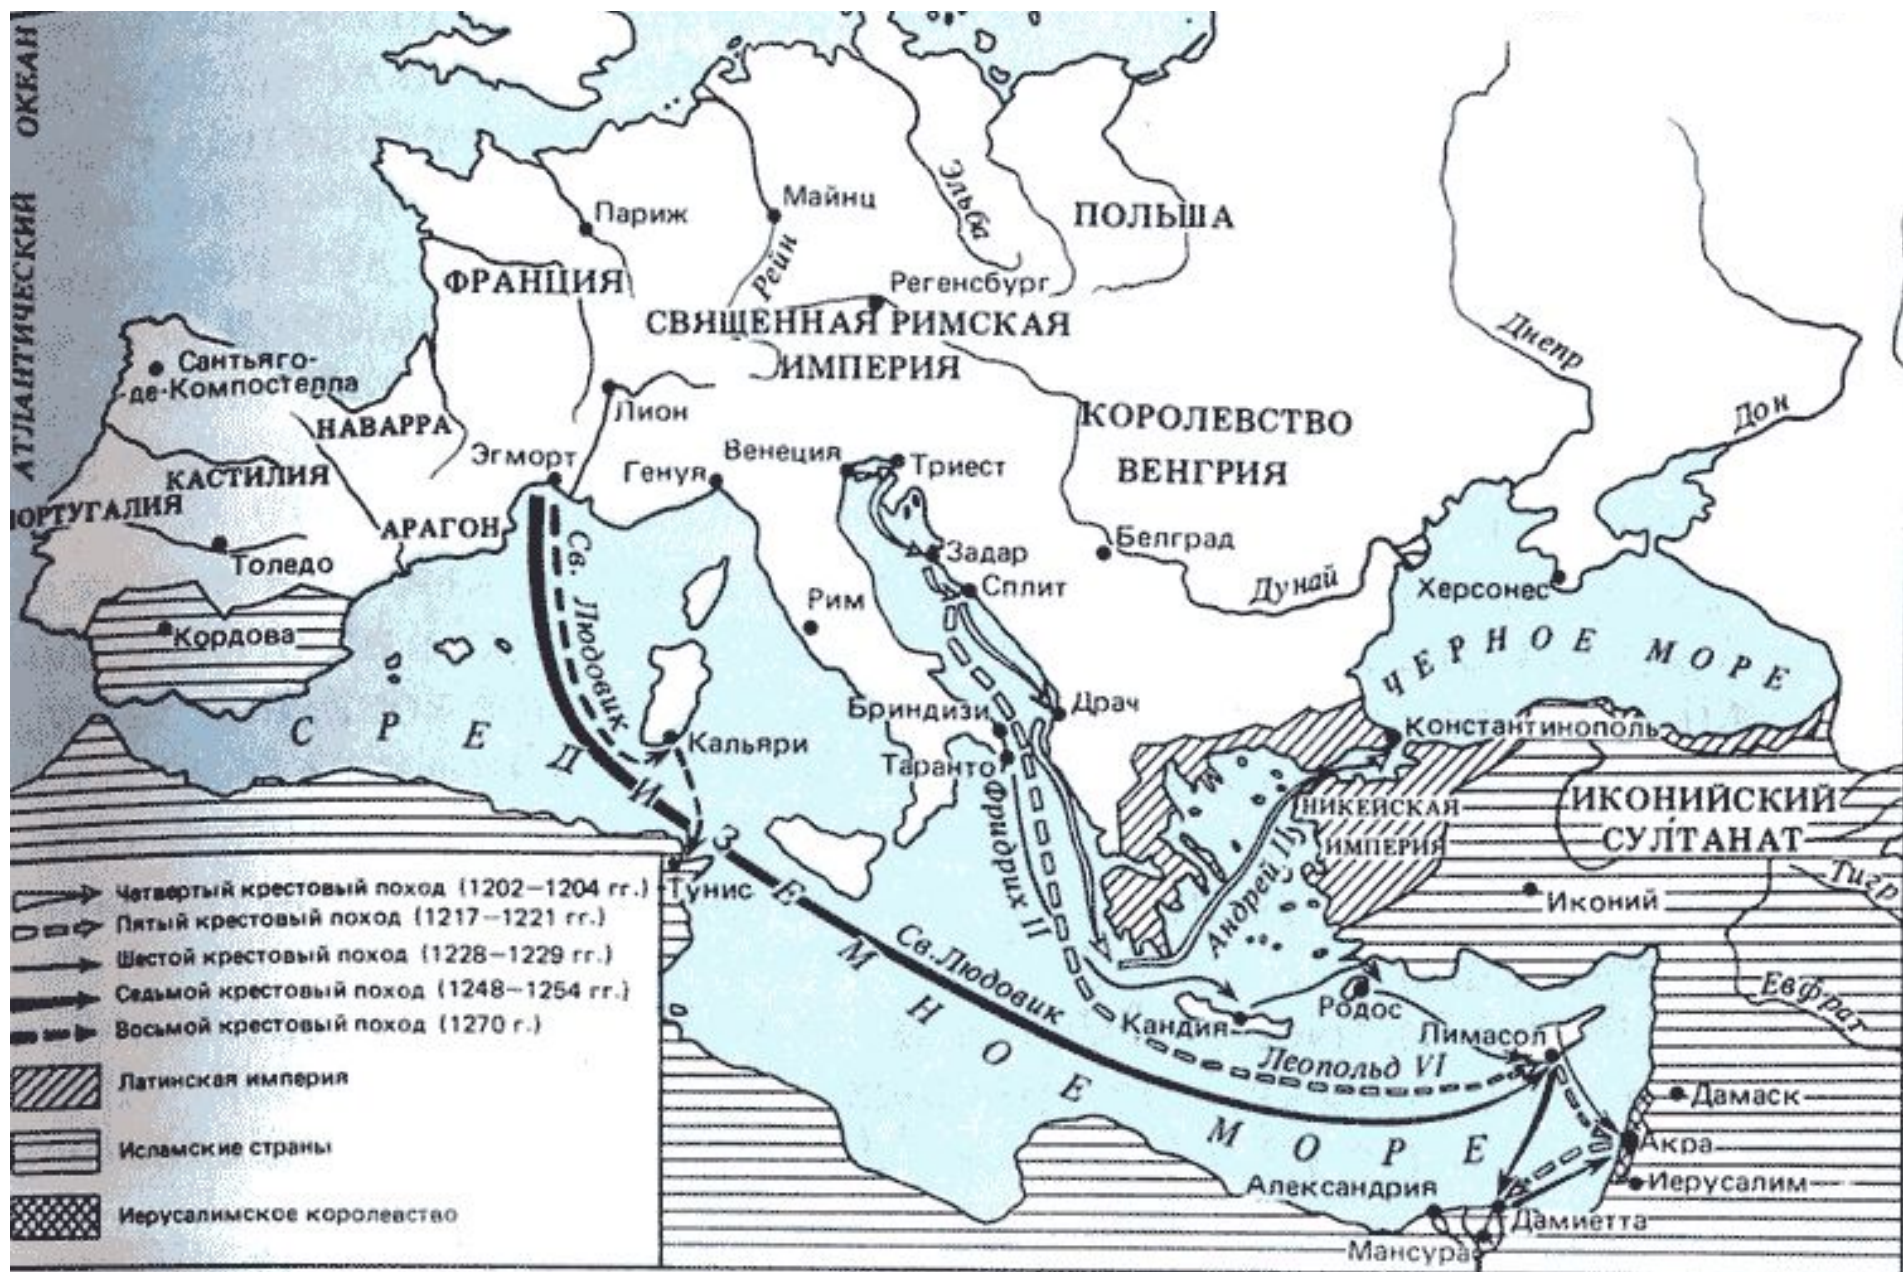 АТЛАНТИЧЕСКИЙ ОКЕАН
Париж
Майнц
Эльба
ПОЛЬША
Рейн
ФРАНЦИЯ
Регенсбург
СВЯЩЕННАЯ РИМСКАЯ
ИМПЕРИЯ
Днепр
Сантьяго-
-де-Компостелла
Лион
Дон
НАВАРРА
КОРОЛЕВСТВО
ВЕНГРИЯ
Эгморт
Генуя
Венеция
Триест
КАСТИЛИЯ
ПОРТУГАЛИЯ
АРАГОН
Толедо
Св. Людовик
Задар
Белград
Сплит
Дунай
Херсонес
Рим
Кордова
ЧЕРНОЕ МОРЕ
Бриндизи
Драч
Константинополь
Кальяри
Таранто
СРЕДИЗЕМНОЕ МОРЕ
Фридрих II
НИКЕЙСКАЯ
ИМПЕРИЯ
ИКОНИЙСКИЙ
СУЛТАНАТ
Тигр
Тунис
Иконий
Андрей II
Св. Людовик
Евфрат
Родос
Кандия
Лимасол
Леопольд VI
Дамаск
Акра
Александрия
Иерусалим
Дамиетта
Мансура
Четвертый крестовый поход (1202—1204 гг.)
Пятый крестовый поход (1217—1221 гг.)
Шестой крестовый поход (1228—1229 гг.)
Седьмой крестовый поход (1248—1254 гг.)
Восьмой крестовый поход (1270 г.)
Латинская империя
Исламские страны
Иерусалимское королевство